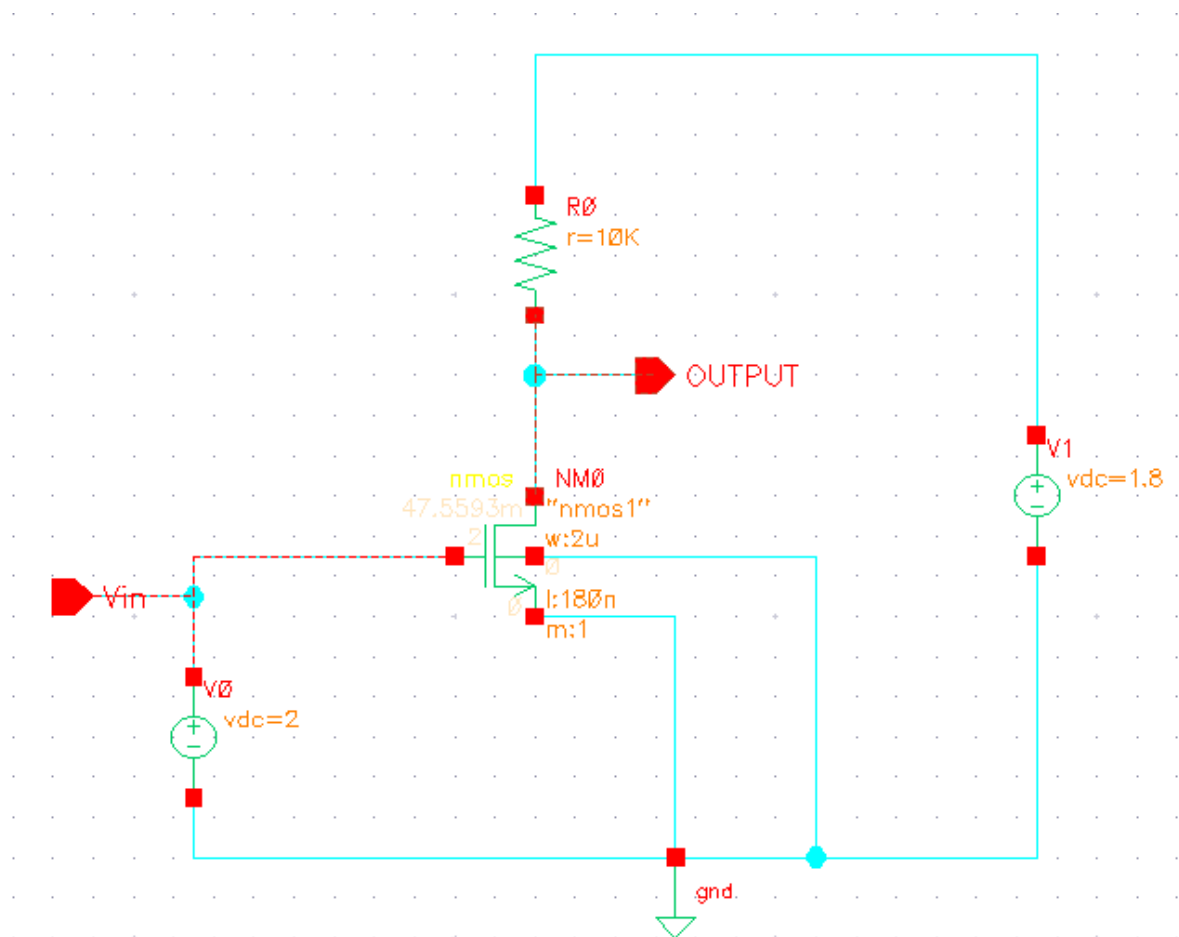 RØ
r=1ØK
OUTPUT
V1
vdc=1.8
nmos NMØ
47.5593m "nmos1"
2 w:2u
Ø
Vin
Ø l:18Øn
m:1
VØ
vdc=2
gnd